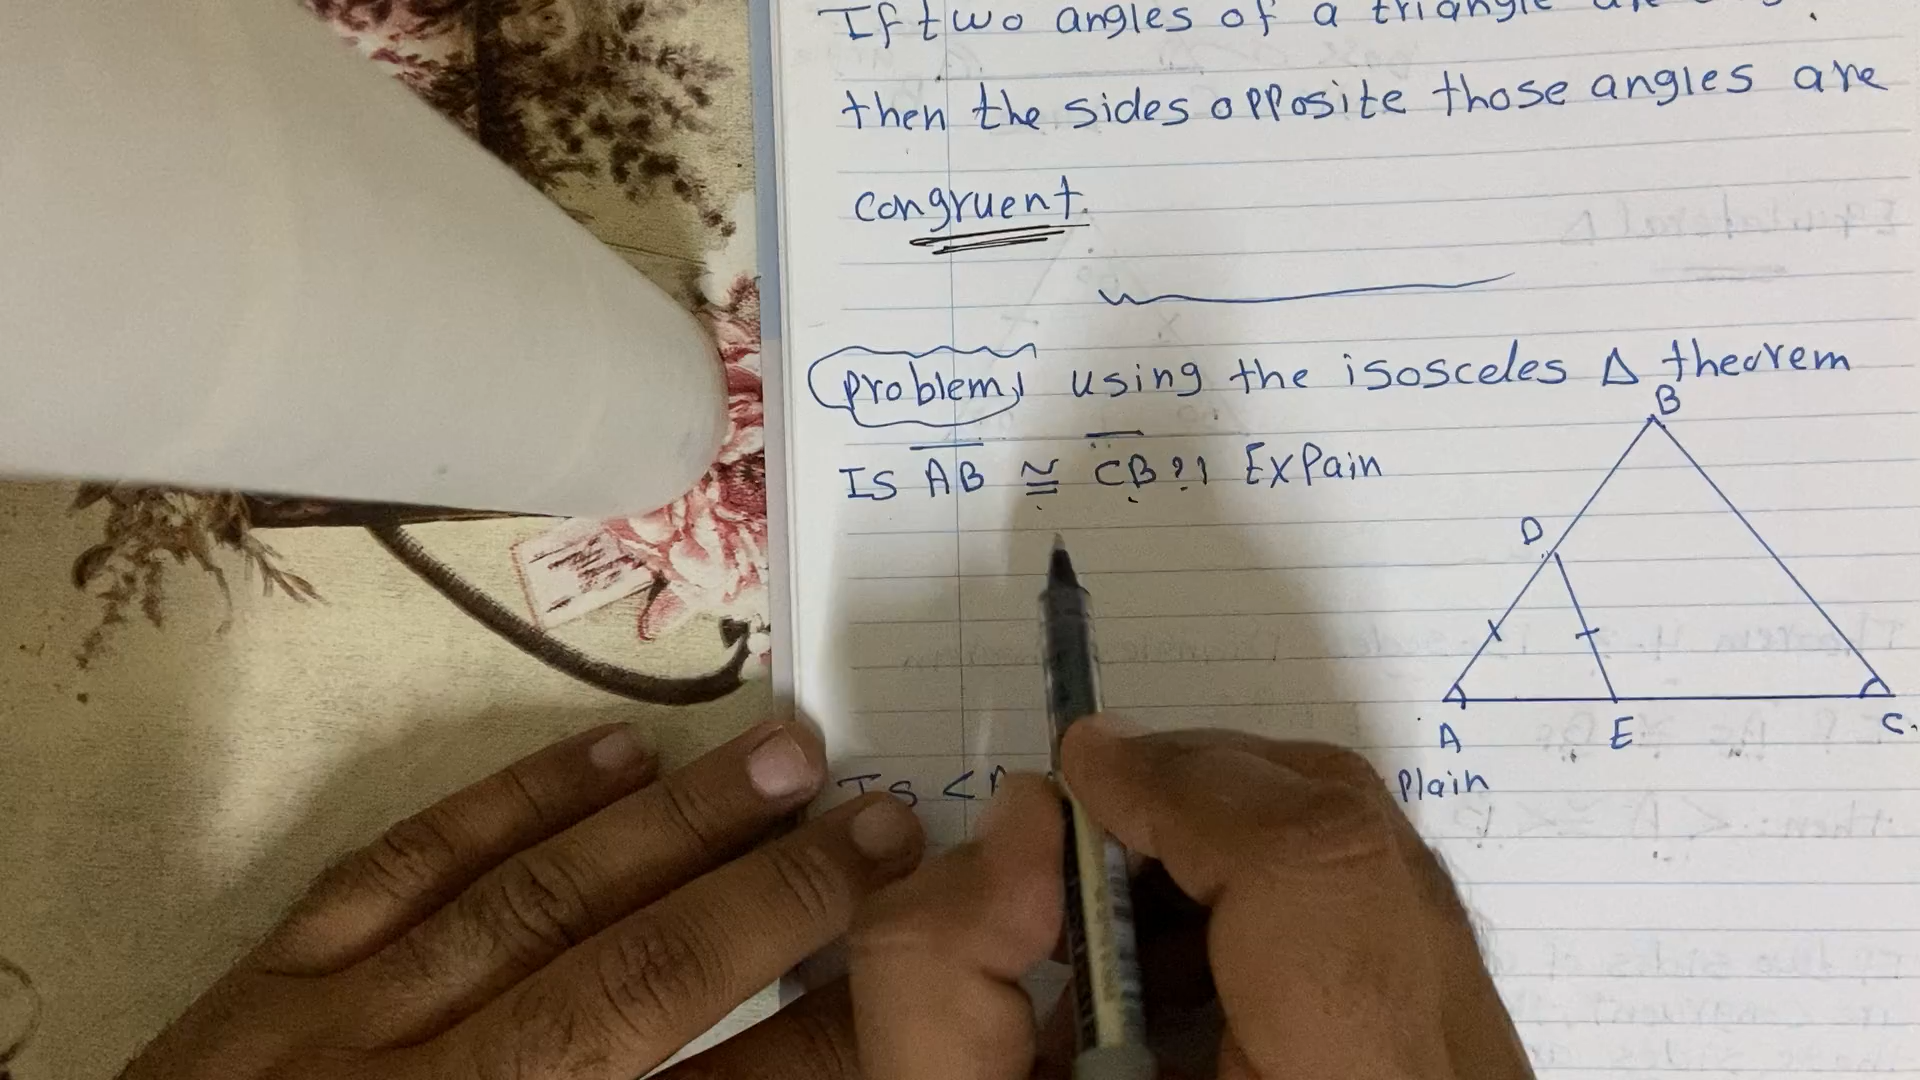 If two angles of a triangle
then the sides opposite those angles are
congruent.
problem, using the isosceles Δ theorem
Is AB ≅ CB ?, ExPain
B
D
A E C.
Is <A
Plain